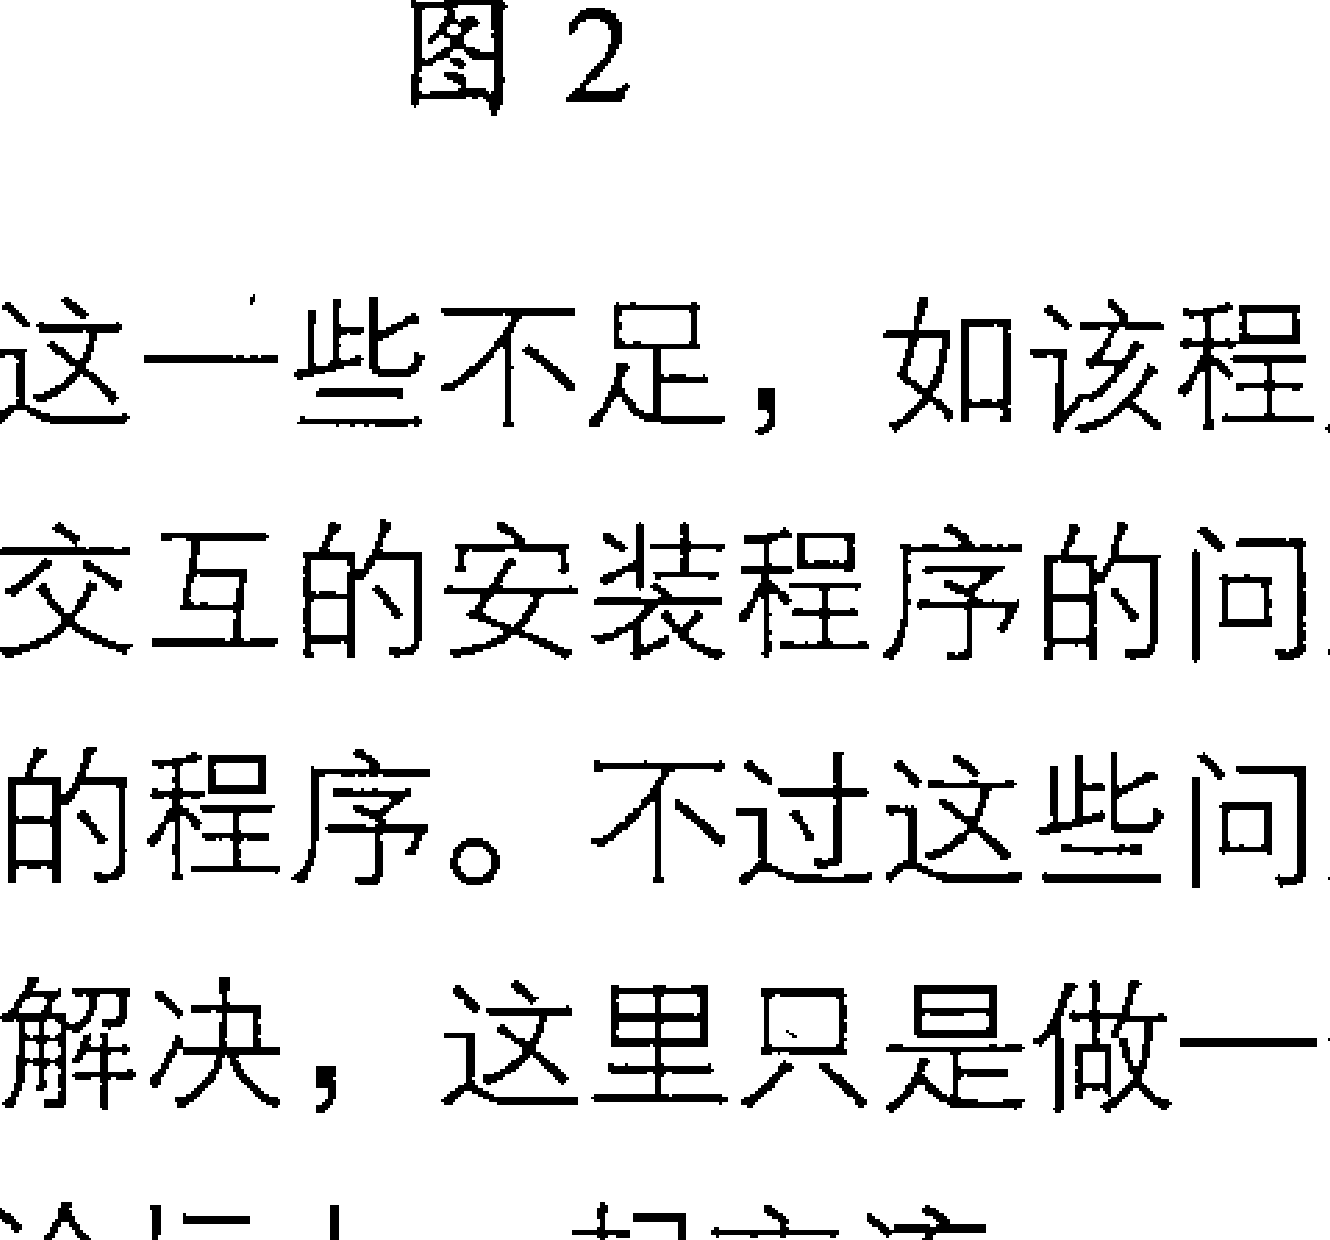 图 2
这一些不足，如该程
交互的安装程序的问
的程序。不过这些问
解决，这里只是做一